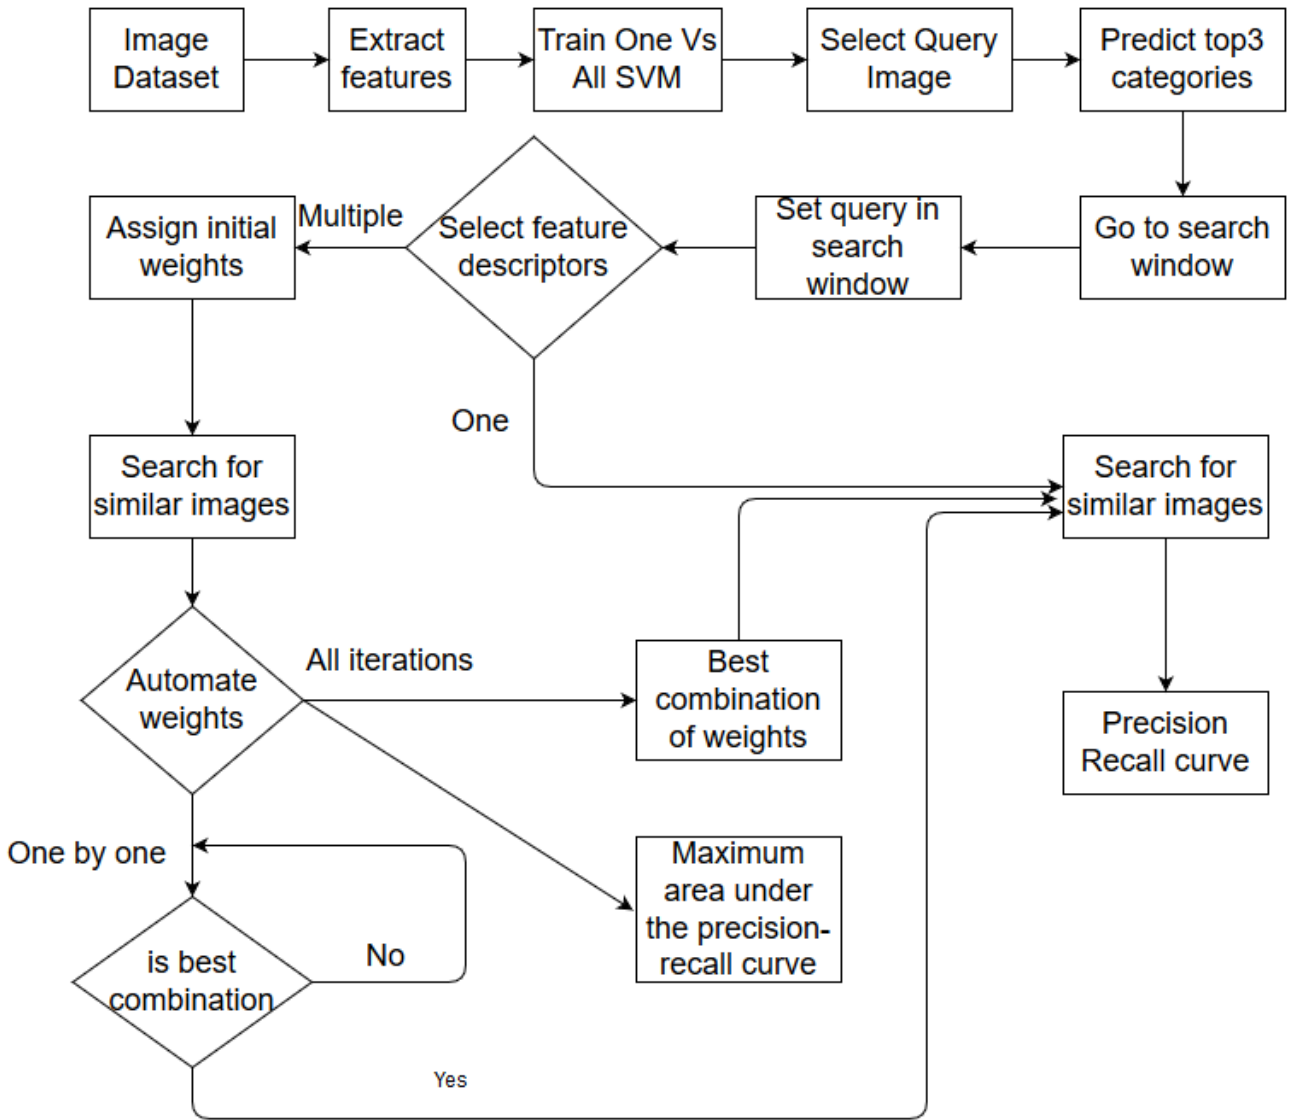 Image
Dataset
Extract
features
Train One Vs
All SVM
Select Query
Image
Predict top3
categories
Assign initial
weights
Multiple
Select feature
descriptors
Set query in
search
window
Go to search
window
One
Search for
similar images
Search for
similar images
Automate
weights
All iterations
Best
combination
of weights
Precision
Recall curve
One by one
Maximum
area under
the precision-
recall curve
is best
combination
No
Yes